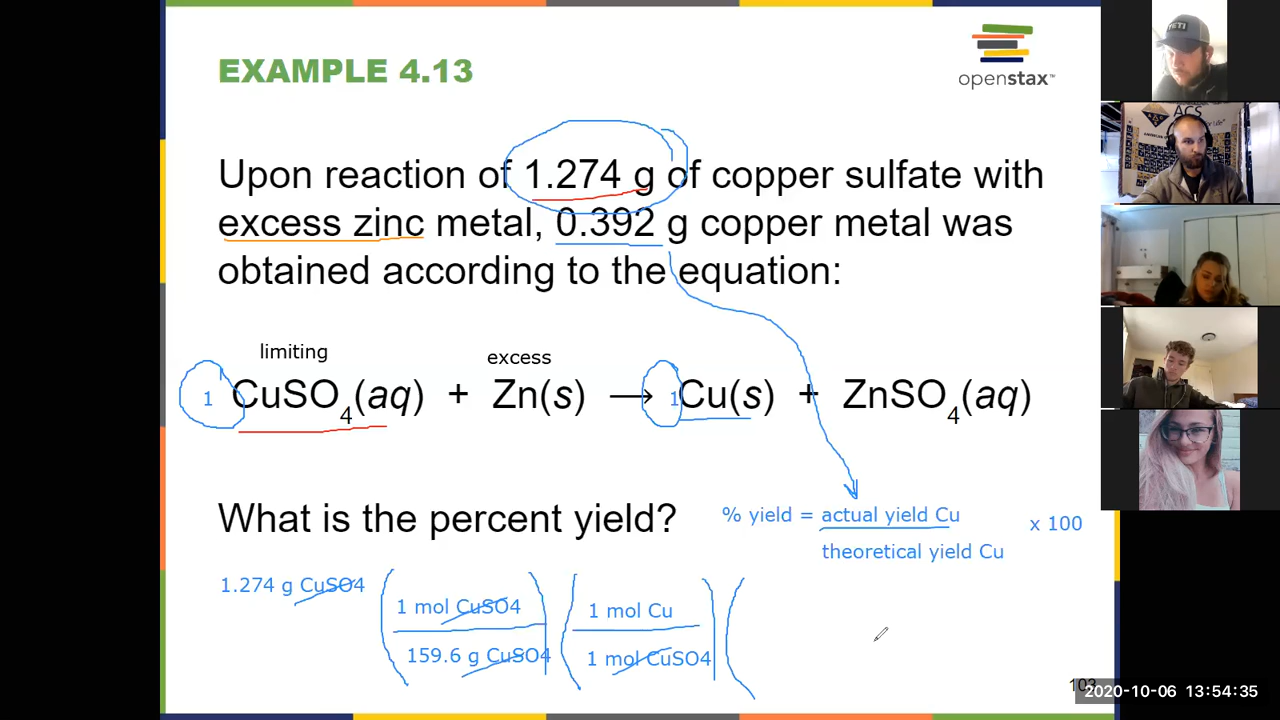 EXAMPLE 4.13
openstax™
Upon reaction of 1.274 g of copper sulfate with
excess zinc metal, 0.392 g copper metal was
obtained according to the equation:
limiting
excess
1 CuSO4(aq) + Zn(s) ⟶ 1 Cu(s) + ZnSO4(aq)
What is the percent yield?
% yield = actual yield Cu
x 100
theoretical yield Cu
1.274 g CuSO4
1 mol CuSO4
159.6 g CuSO4
1 mol Cu
1 mol CuSO4
2020-10-06 13:54:35
YETI
ACS